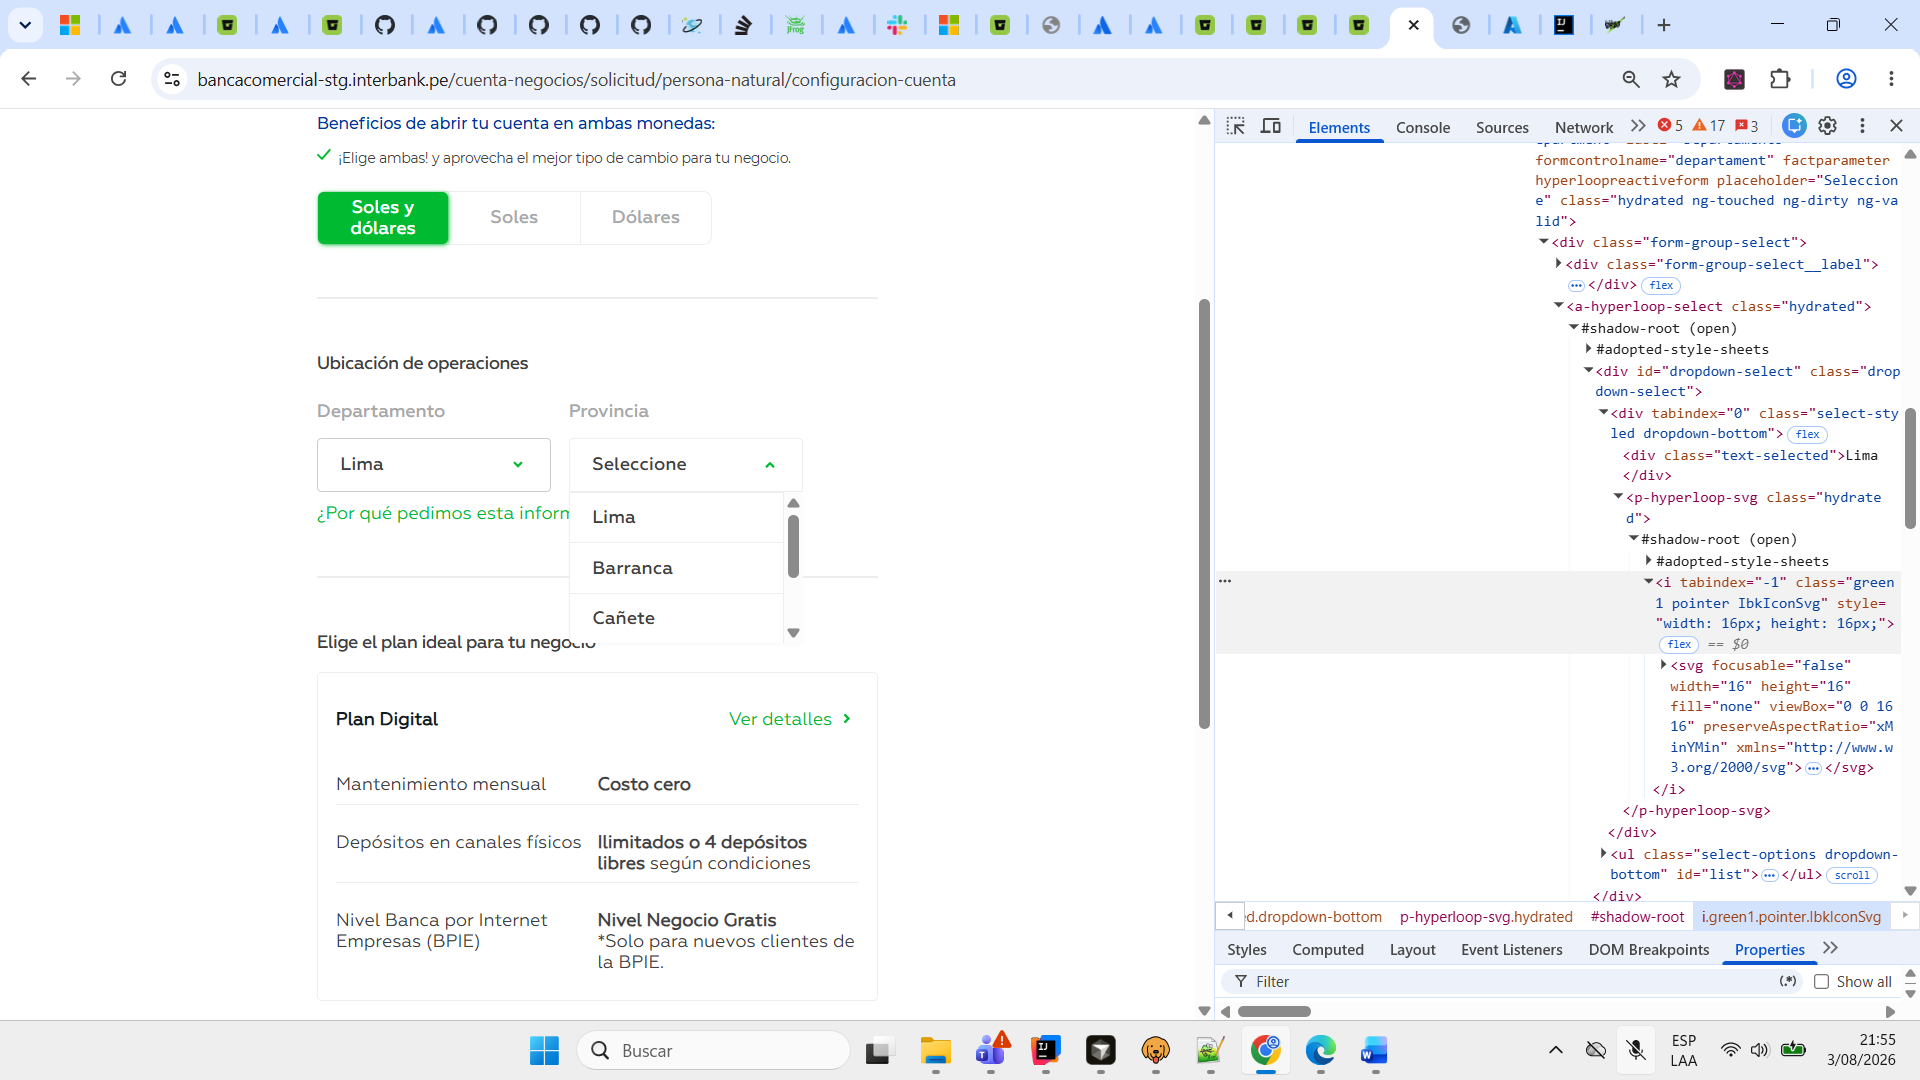 bancacomercial-stg.interbank.pe/cuenta-negocios/solicitud/persona-natural/configuracion-cuenta
Beneficios de abrir tu cuenta en ambas monedas:
¡Elige ambas! y aprovecha el mejor tipo de cambio para tu negocio.
Soles y dólares
Soles
Dólares
Ubicación de operaciones
Departamento
Provincia
Lima
Seleccione
¿Por qué pedimos esta inform
Lima
Barranca
Cañete
Elige el plan ideal para tu negocio
Plan Digital
Ver detalles
Mantenimiento mensual
Costo cero
Depósitos en canales físicos
Ilimitados o 4 depósitos
libres según condiciones
Nivel Banca por Internet
Empresas (BPIE)
Nivel Negocio Gratis
*Solo para nuevos clientes de
la BPIE.
Elements
Console
Sources
Network
5
17
3
formcontrolname="departament" factparameter
hyperloopreactiveform placeholder="Seleccion
e" class="hydrated ng-touched ng-dirty ng-va
lid">
<div class="form-group-select">
<div class="form-group-select__label">
</div> flex
<a-hyperloop-select class="hydrated">
#shadow-root (open)
#adopted-style-sheets
<div id="dropdown-select" class="drop
down-select">
<div tabindex="0" class="select-sty
led dropdown-bottom"> flex
<div class="text-selected">Lima
</div>
<p-hyperloop-svg class="hydrate
d">
#shadow-root (open)
#adopted-style-sheets
<i tabindex="-1" class="green
1 pointer IbkIconSvg" style=
"width: 16px; height: 16px;">
flex == $0
<svg focusable="false"
width="16" height="16"
fill="none" viewBox="0 0 16
16" preserveAspectRatio="xM
inYMin" xmlns="http://www.w
3.org/2000/svg"> </svg>
</i>
</p-hyperloop-svg>
</div>
<ul class="select-options dropdown-
bottom" id="list"> </ul> scroll
</div>
d.dropdown-bottom
p-hyperloop-svg.hydrated
#shadow-root
i.green1.pointer.IbkIconSvg
Styles
Computed
Layout
Event Listeners
DOM Breakpoints
Properties
Filter
(.*)
Show all
Buscar
ESP
LAA
21:55
3/08/2026